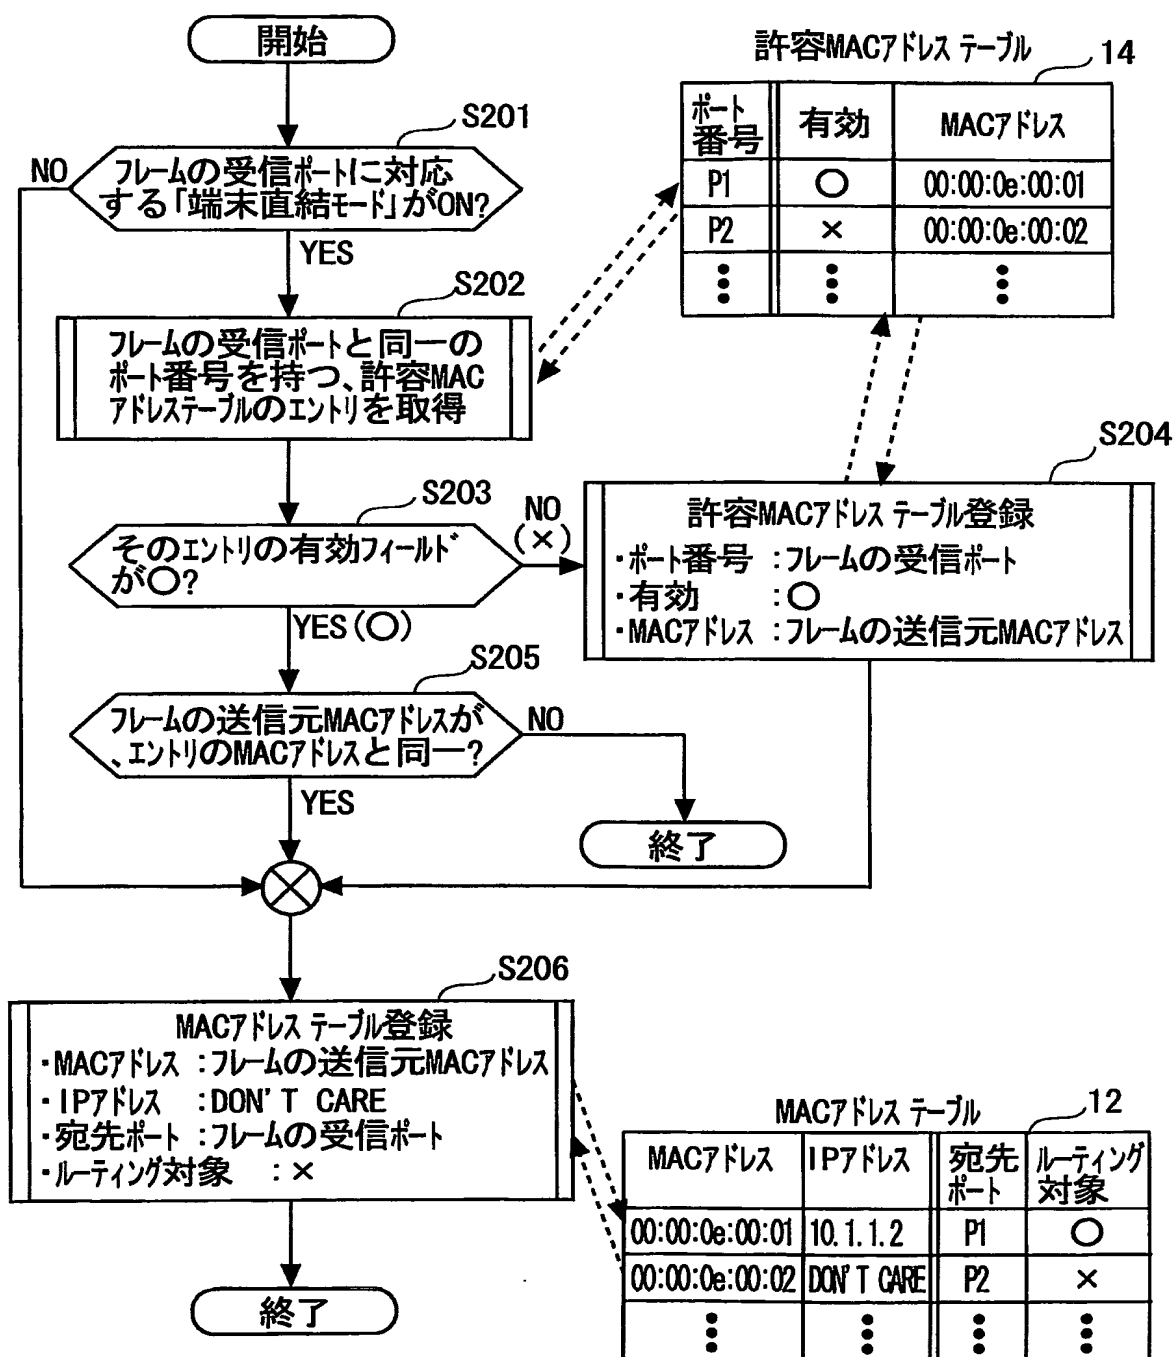 開始
S201
フレームの受信ポートに対応
する「端末直結モード」がON?
NO
YES
S202
フレームの受信ポートと同一の
ポート番号を持つ、許容MAC
アドレステーブルのエントリを取得
S203
そのエントリの有効フィールド
が○?
NO
(×)
YES(○)
S204
許容MACアドレス テーブル登録
・ポート番号 :フレームの受信ポート
・有効 :○
・MACアドレス :フレームの送信元MACアドレス
S205
フレームの送信元MACアドレスが
、エントリのMACアドレスと同一?
NO
YES
終了
S206
MACアドレス テーブル登録
・MACアドレス :フレームの送信元MACアドレス
・IPアドレス :DON'T CARE
・宛先ポート :フレームの受信ポート
・ルーティング対象 :×
終了
許容MACアドレス テーブル
14
ポート
番号
有効
MACアドレス
P1 ○ 00:00:0e:00:01
P2 × 00:00:0e:00:02
MACアドレス テーブル
12
MACアドレス
IPアドレス
宛先
ポート
ルーティング
対象
00:00:0e:00:01 10.1.1.2 P1 ○
00:00:0e:00:02 DON'T CARE P2 ×